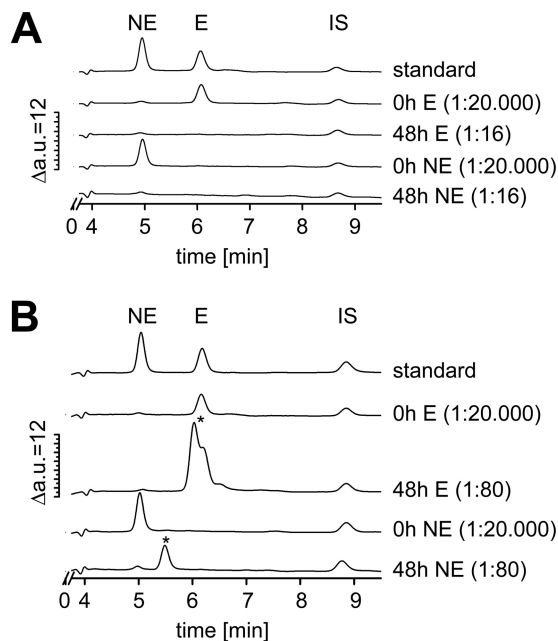 A
NE E IS
standard
0h E (1:20.000)
48h E (1:16)
0h NE (1:20.000)
48h NE (1:16)
Δa.u.=12
0 4 5 6 7 8 9
time [min]
B
NE E IS
standard
0h E (1:20.000)
*
48h E (1:80)
0h NE (1:20.000)
*
48h NE (1:80)
Δa.u.=12
0 4 5 6 7 8 9
time [min]